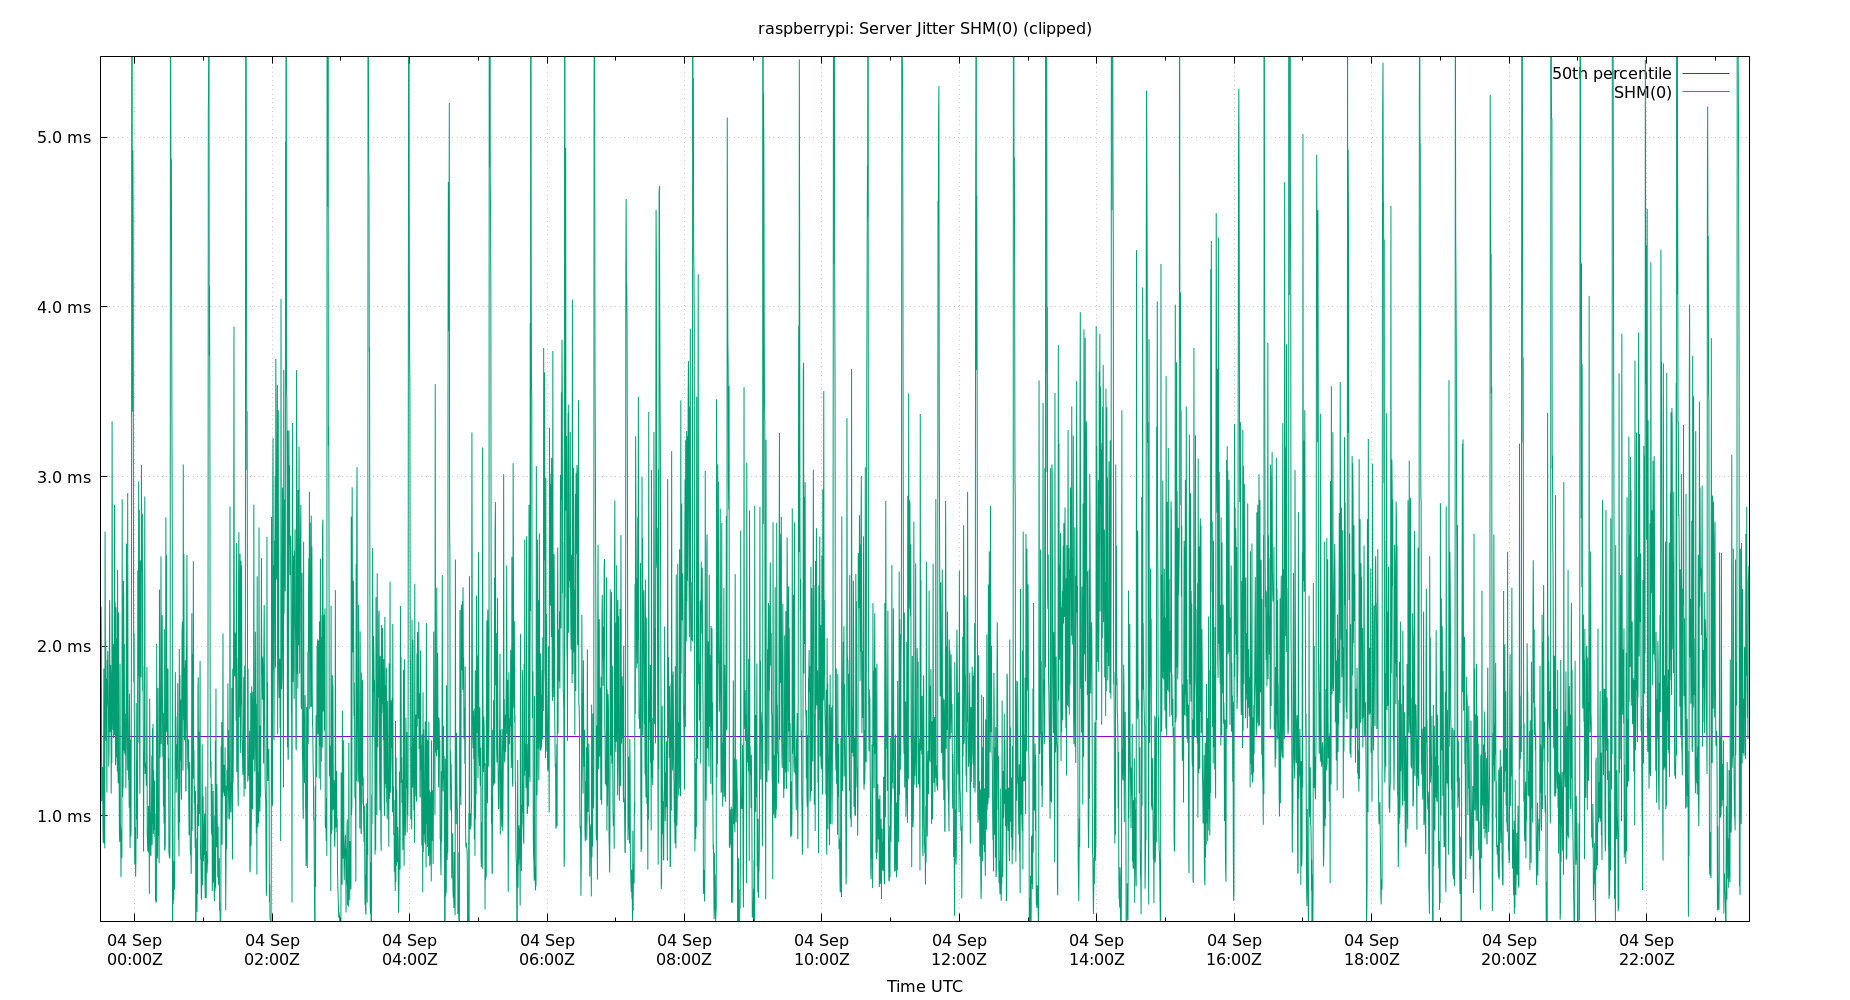 raspberrypi: Server Jitter SHM(0) (clipped)
50th percentile
SHM(0)
5.0 ms
4.0 ms
3.0 ms
2.0 ms
1.0 ms
04 Sep 04 Sep 04 Sep 04 Sep 04 Sep 04 Sep 04 Sep 04 Sep 04 Sep 04 Sep 04 Sep 04 Sep
00:00Z 02:00Z 04:00Z 06:00Z 08:00Z 10:00Z 12:00Z 14:00Z 16:00Z 18:00Z 20:00Z 22:00Z
Time UTC